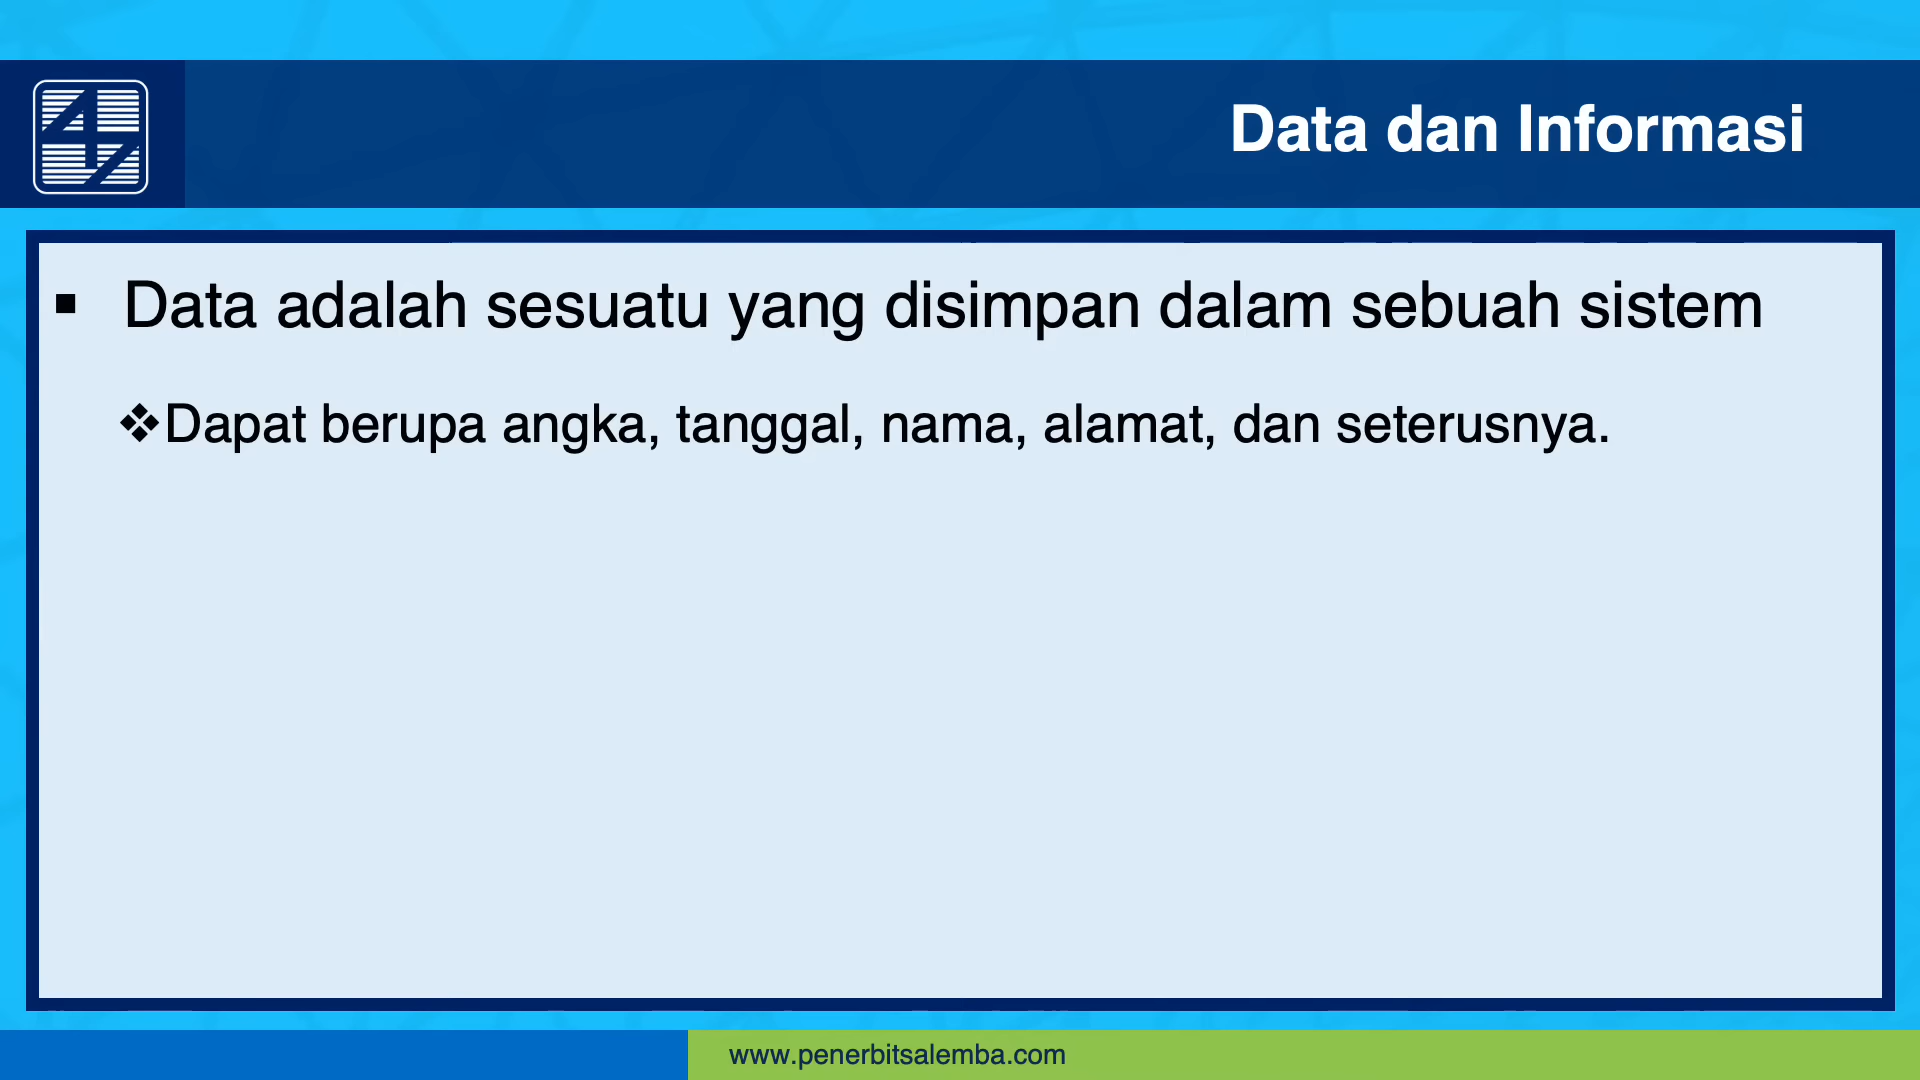 Data dan Informasi
▪ Data adalah sesuatu yang disimpan dalam sebuah sistem
❖Dapat berupa angka, tanggal, nama, alamat, dan seterusnya.
www.penerbitsalemba.com